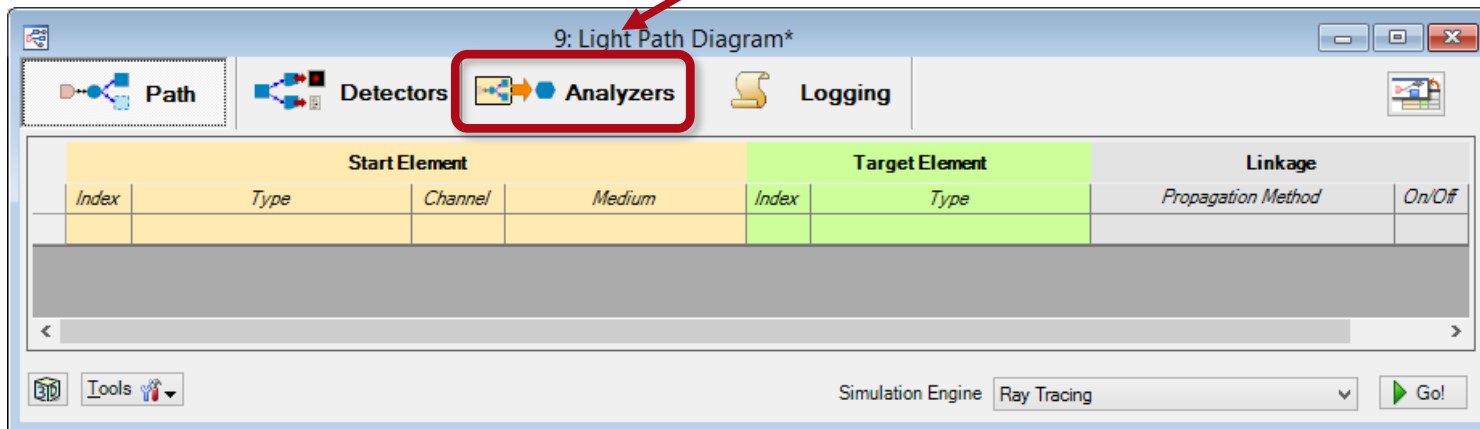 9: Light Path Diagram*
Path Detectors Analyzers Logging
Start Element Target Element Linkage
Index Type Channel Medium Index Type Propagation Method On/Off
3D Tools Simulation Engine Ray Tracing Go!